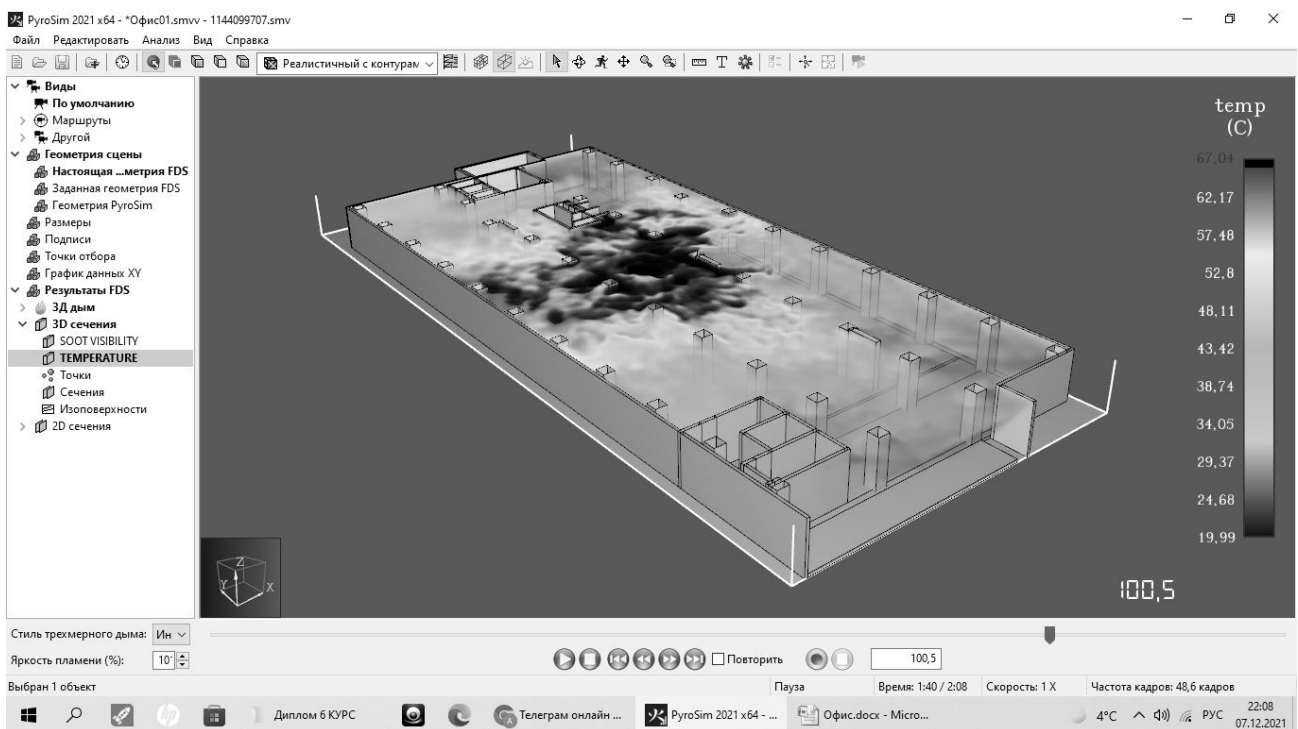 PyroSim 2021 x64 - *Офис01.smvv - 1144099707.smv
Файл Редактировать Анализ Вид Справка
Реалистичный с контурам
Виды
По умолчанию
Маршруты
Другой
Геометрия сцены
Настоящая ...метрия FDS
Заданная геометрия FDS
Геометрия PyroSim
Размеры
Подписи
Точки отбора
График данных XY
Результаты FDS
3Д дым
3D сечения
SOOT VISIBILITY
TEMPERATURE
Точки
Сечения
Изоповерхности
2D сечения
temp
(C)
67,04
62,17
57,48
52,8
48,11
43,42
38,74
34,05
29,37
24,68
19,99
Z
Y
X
100,5
Стиль трехмерного дыма: Ин
Яркость пламени (%): 10
Повторить
100,5
Выбран 1 объект
Пауза
Время: 1:40 / 2:08
Скорость: 1 X
Частота кадров: 48,6 кадров
Диплом 6 КУРС
Телеграм онлайн ...
PyroSim 2021 x64 - ...
Офис.docx - Micro...
4°C
РУС
22:08
07.12.2021